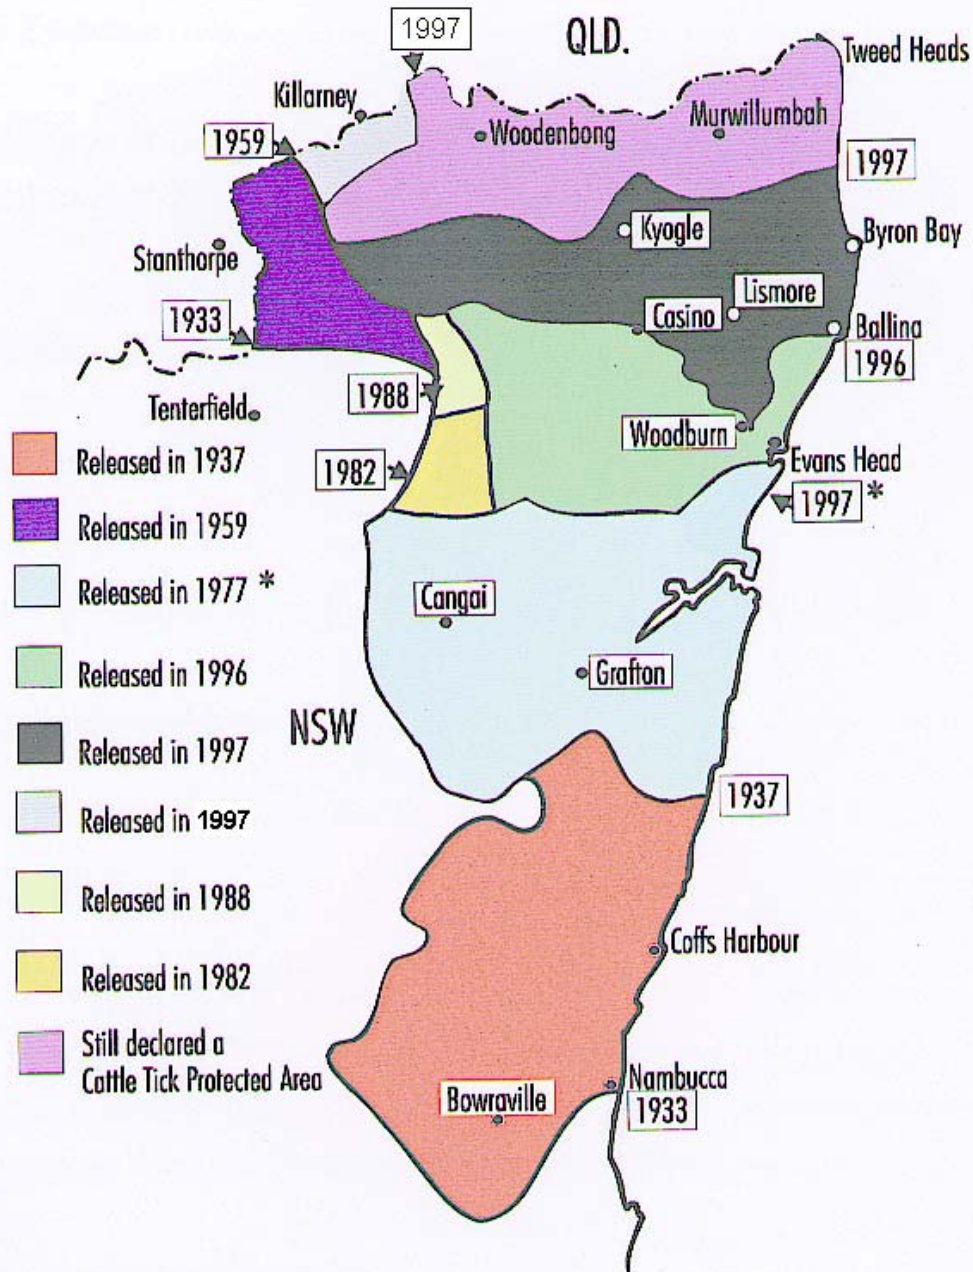 1997
QLD.
Tweed Heads
Killarney
1959
Woodenbong
Murwillumbah
1997
Kyogle
Byron Bay
Stanthorpe
Lismore
1933
Casino
Ballina
1996
1988
Tenterfield
Woodburn
1982
Evans Head
1997 *
Released in 1937
Released in 1959
Released in 1977 *
Released in 1996
Released in 1997
Released in 1997
Released in 1988
Released in 1982
Still declared a
Cattle Tick Protected Area
Cangai
Grafton
NSW
1937
Coffs Harbour
Nambucca
1933
Bowraville